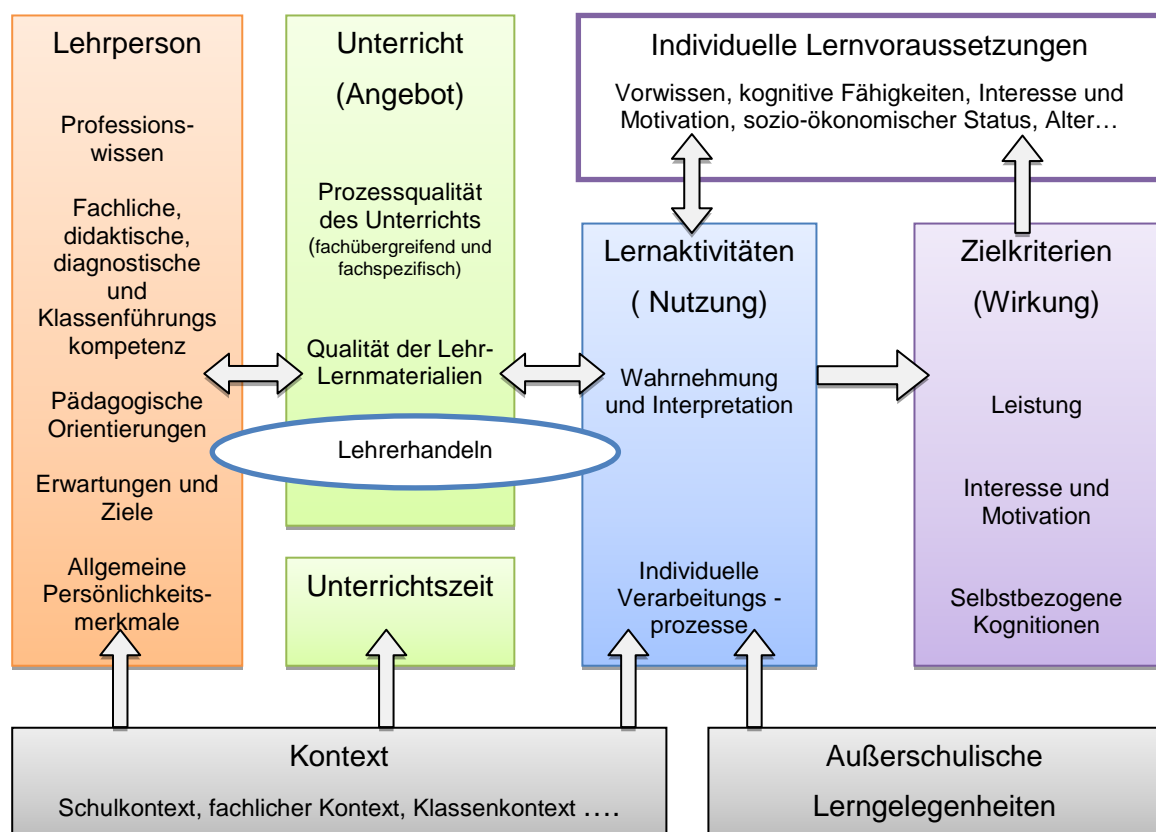 Lehrperson
Professions-
wissen
Fachliche,
didaktische,
diagnostische
und
Klassenführungs
kompetenz
Pädagogische
Orientierungen
Erwartungen und
Ziele
Allgemeine
Persönlichkeits-
merkmale
Unterricht
(Angebot)
Prozessqualität
des Unterrichts
(fachübergreifend und
fachspezifisch)
Qualität der Lehr-
Lernmaterialien
Lehrerhandeln
Unterrichtszeit
Individuelle Lernvoraussetzungen
Vorwissen, kognitive Fähigkeiten, Interesse und
Motivation, sozio-ökonomischer Status, Alter…
Lernaktivitäten
( Nutzung)
Wahrnehmung
und Interpretation
Individuelle
Verarbeitungs -
prozesse
Zielkriterien
(Wirkung)
Leistung
Interesse und
Motivation
Selbstbezogene
Kognitionen
Kontext
Schulkontext, fachlicher Kontext, Klassenkontext ….
Außerschulische
Lerngelegenheiten